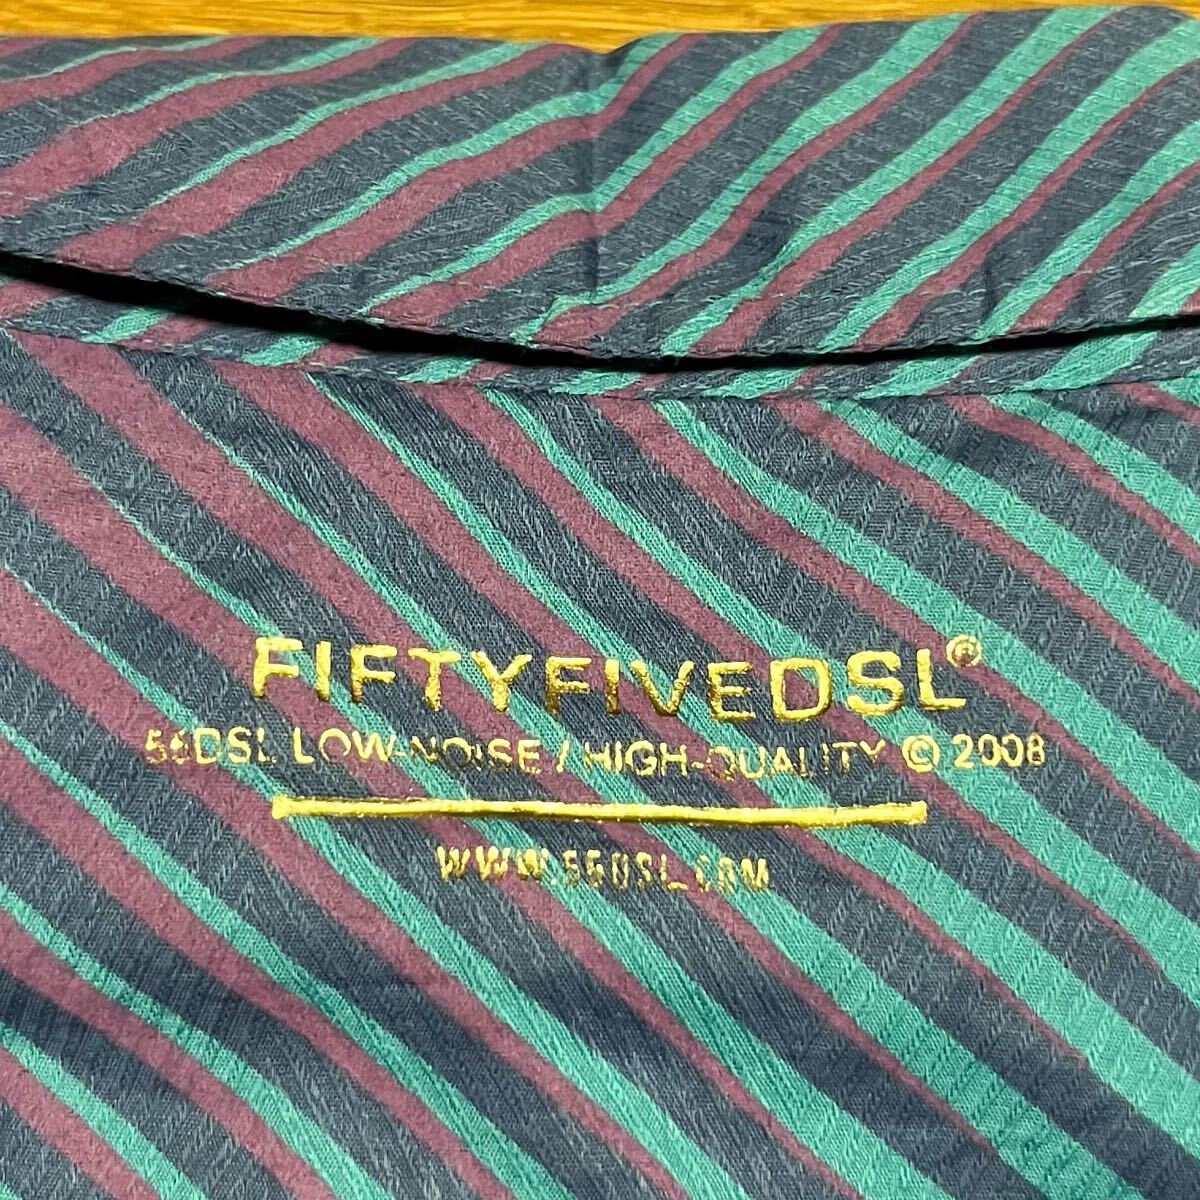 FIFTYFIVEDSL®
55DSL LOW-NOISE / HIGH-QUALITY © 2008
WWW.55DSL.COM